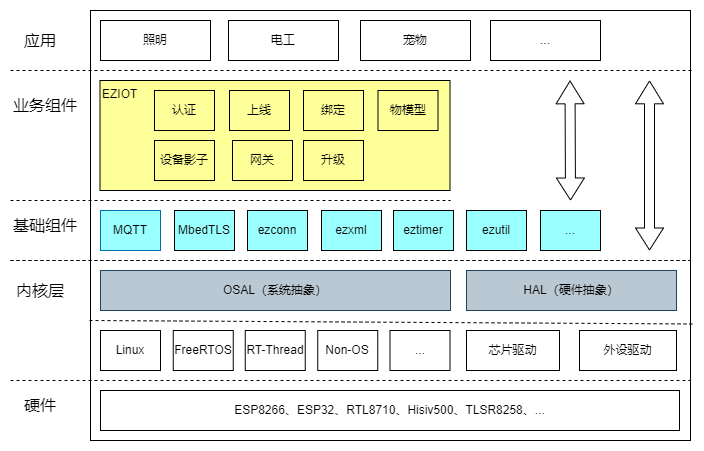 应用
照明
电工
宠物
...
业务组件
EZIOT
认证
上线
绑定
物模型
设备影子
网关
升级
基础组件
MQTT
MbedTLS
ezconn
ezxml
eztimer
ezutil
...
内核层
OSAL（系统抽象）
HAL（硬件抽象）
Linux
FreeRTOS
RT-Thread
Non-OS
...
芯片驱动
外设驱动
硬件
ESP8266、ESP32、RTL8710、Hisiv500、TLSR8258、...